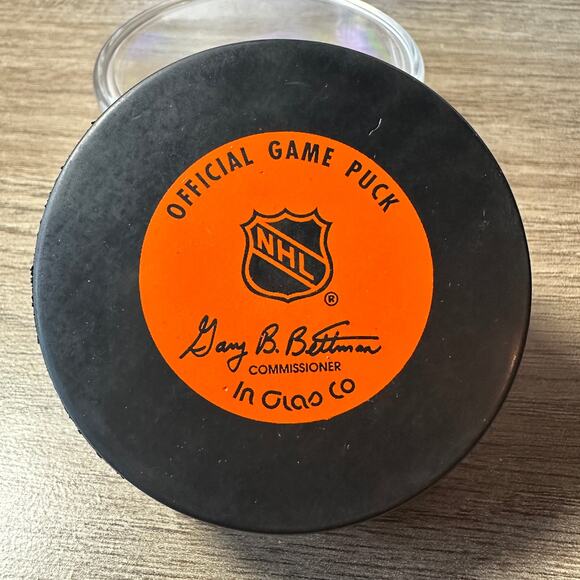 OFFICIAL GAME PUCK
NHL
®
Gary B. Bettman
COMMISSIONER
In Glas Co